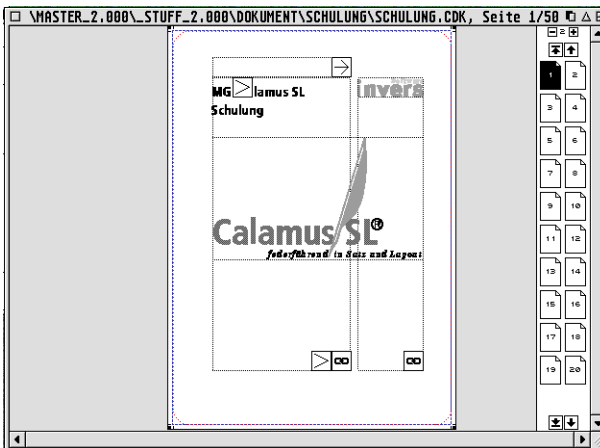 \MASTER_2.000\_STUFF_2.000\DOKUMENT\SCHULUNG\SCHULUNG.CDK, Seite 1/50
2
MG lamus SL
Schulung
invers
Calamus SL®
federführend in Satz und Layout
1 2
3 4
5 6
7 8
9 10
11 12
13 14
15 16
17 18
19 20